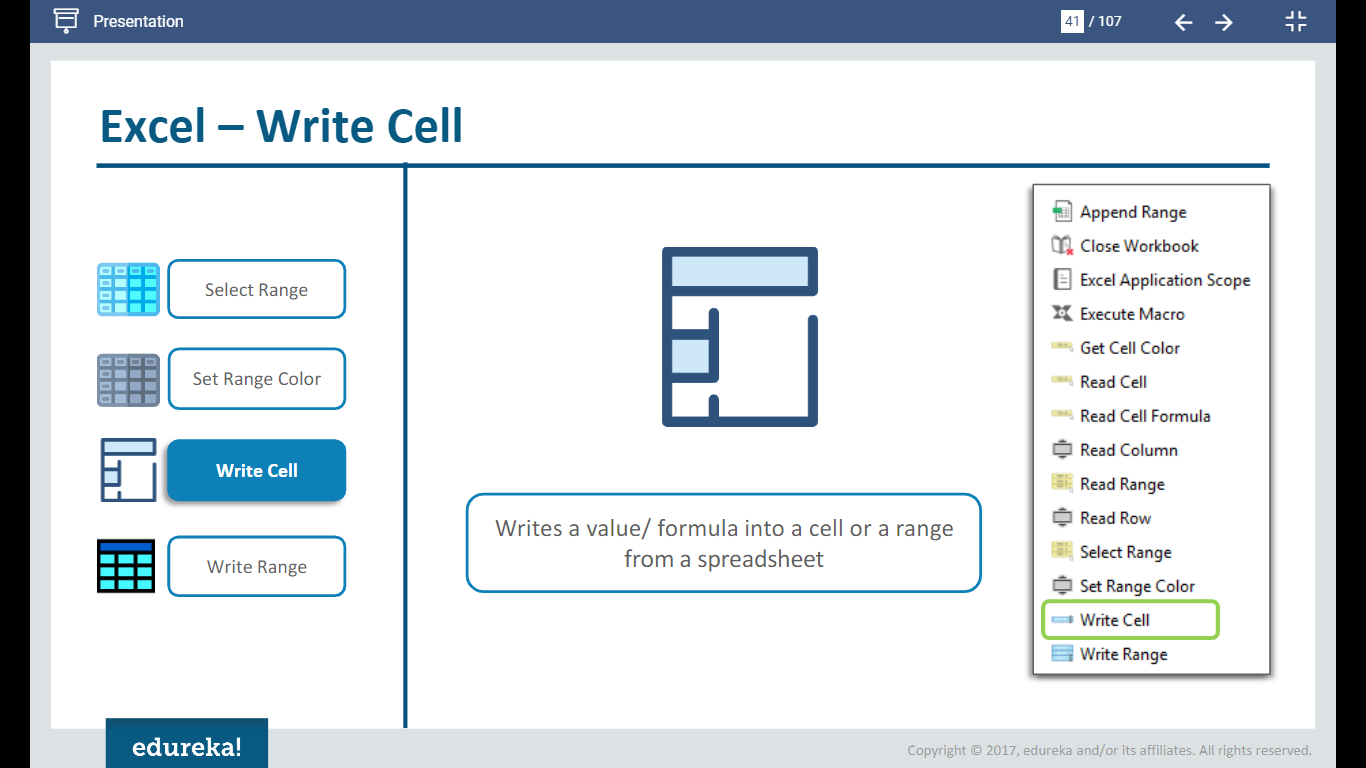 Presentation
41 / 107
Excel – Write Cell
Select Range
Set Range Color
Write Cell
Write Range
Writes a value/ formula into a cell or a range
from a spreadsheet
Append Range
Close Workbook
Excel Application Scope
Execute Macro
Get Cell Color
Read Cell
Read Cell Formula
Read Column
Read Range
Read Row
Select Range
Set Range Color
Write Cell
Write Range
edureka!
Copyright © 2017, edureka and/or its affiliates. All rights reserved.